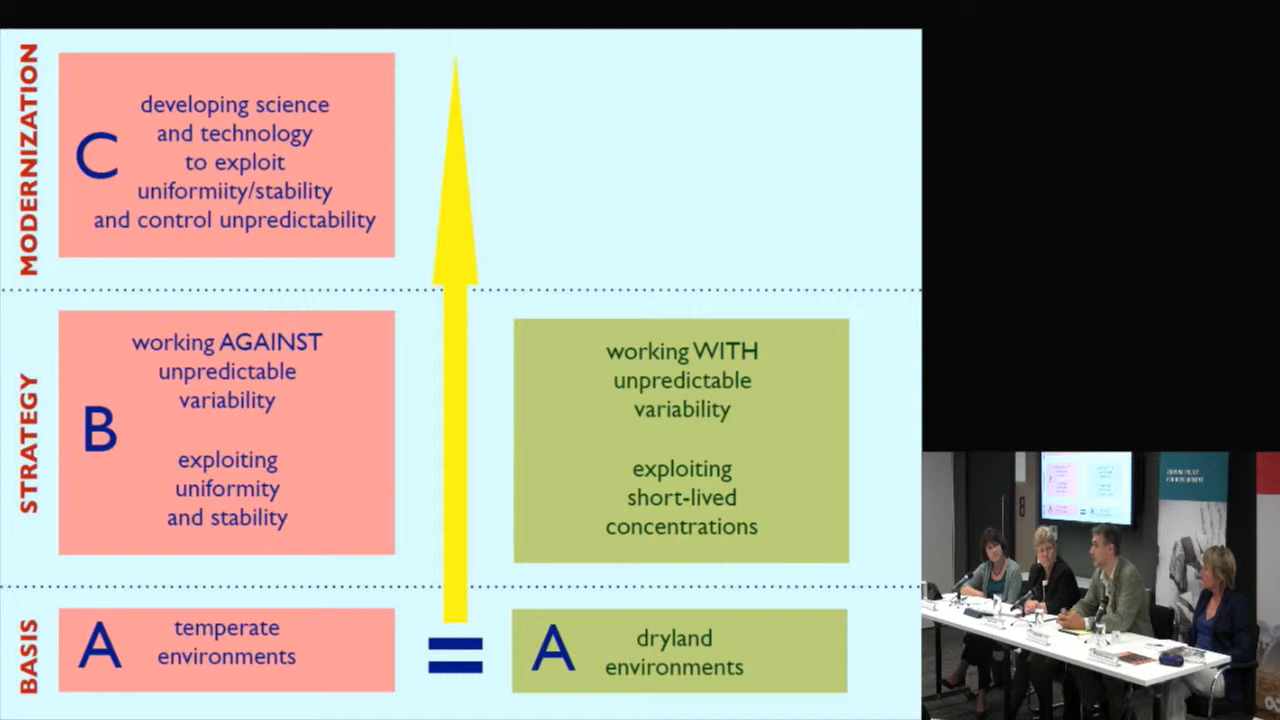 MODERNIZATION
C
developing science
and technology
to exploit
uniformiity/stability
and control unpredictability
STRATEGY
B
working AGAINST
unpredictable
variability
exploiting
uniformity
and stability
working WITH
unpredictable
variability
exploiting
short-lived
concentrations
BASIS
A
temperate
environments
=
A
dryland
environments